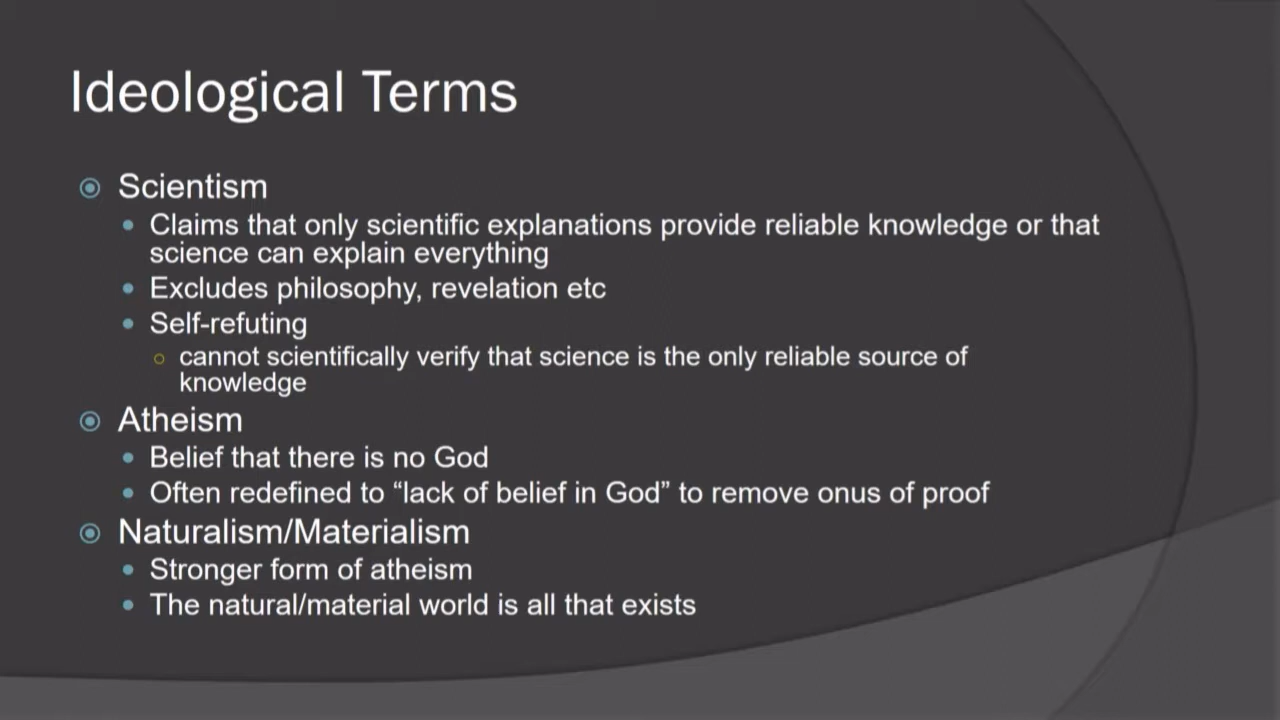 Ideological Terms
Scientism
Claims that only scientific explanations provide reliable knowledge or that
science can explain everything
Excludes philosophy, revelation etc
Self-refuting
cannot scientifically verify that science is the only reliable source of
knowledge
Atheism
Belief that there is no God
Often redefined to “lack of belief in God” to remove onus of proof
Naturalism/Materialism
Stronger form of atheism
The natural/material world is all that exists